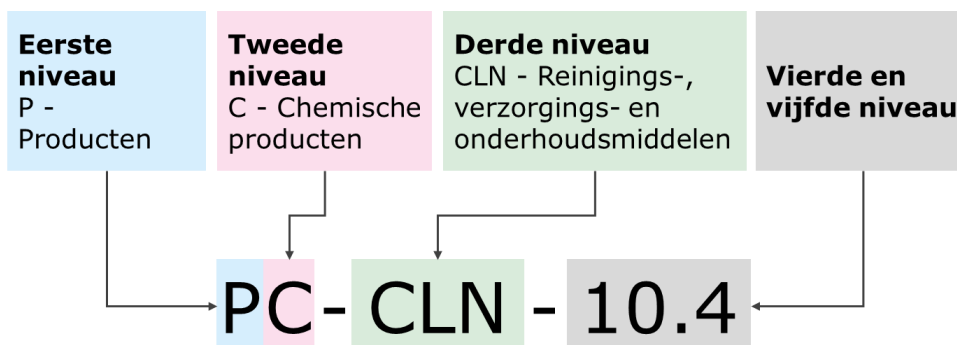 Eerste
niveau
P -
Producten
Tweede
niveau
C - Chemische
producten
Derde niveau
CLN - Reinigings-,
verzorgings- en
onderhoudsmiddelen
Vierde en
vijfde niveau
PC - CLN - 10.4